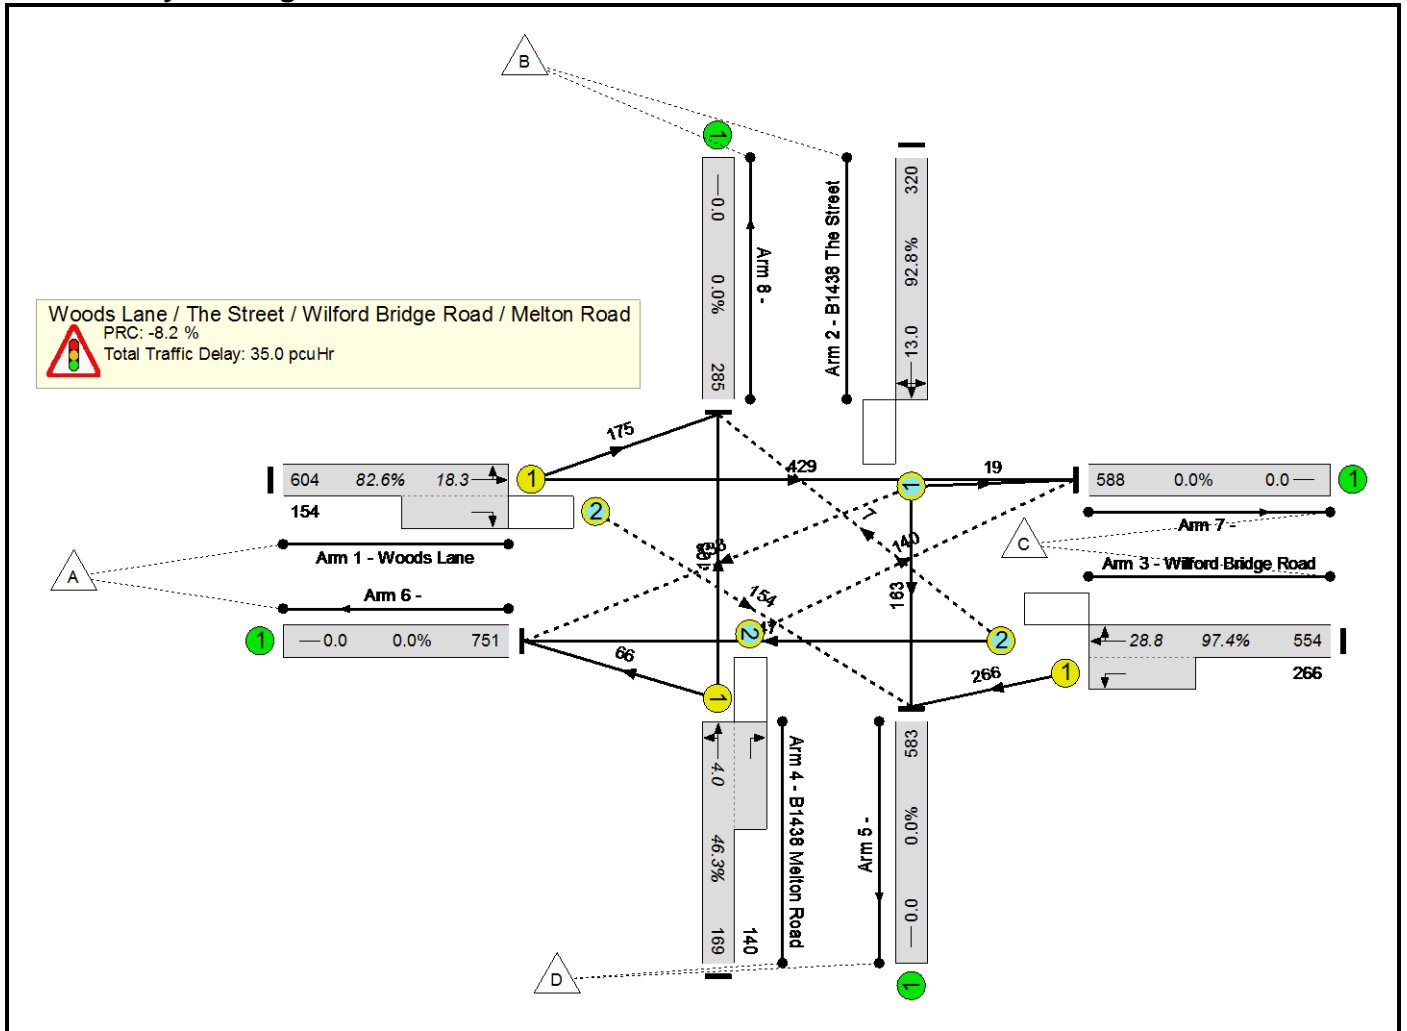 B
1
320
92.8%
13.0
Arm 2 - B1438 The Street
Arm 8 -
0.0
0.0%
285
Woods Lane / The Street / Wilford Bridge Road / Melton Road
PRC: -8.2 %
Total Traffic Delay: 35.0 pcuHr
175
429
19
604 82.6% 18.3
1
1
588 0.0% 0.0
1
154
2
7
140
Arm 7 -
C
Arm 1 - Woods Lane
Arm 3 - Wilford Bridge Road
A
Arm 6 -
154
163
1
0.0 0.0% 751
2
2
28.8 97.4% 554
66
266
1
266
1
4.0
46.3%
169
140
Arm 4 - B1438 Melton Road
Arm 5 -
583
0.0%
0.0
D
1